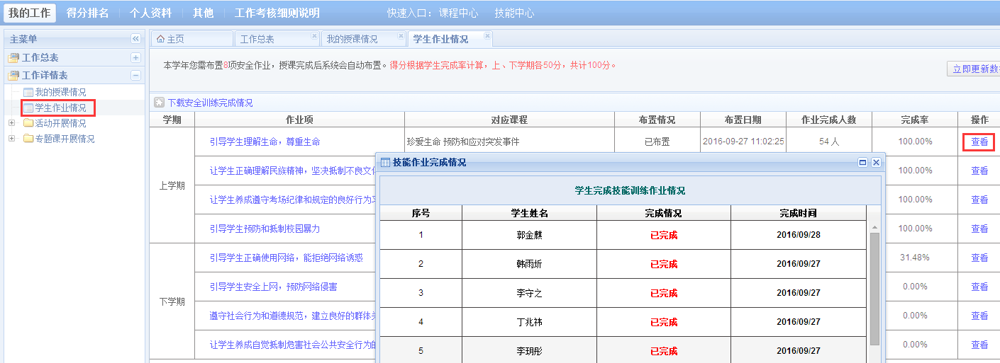 我的工作 得分排名 个人资料 其他 工作考核细则说明 快速入口: 课程中心 技能中心
主菜单 主页 工作总表 我的授课情况 学生作业情况
工作总表
工作详情表
我的授课情况
学生作业情况
活动开展情况
专题课开展情况
本学年您需布置8项安全作业，授课完成后系统会自动布置。得分根据学生完成率计算，上、下学期各50分，共计100分。
立即更新数
下载安全训练完成情况
学期 作业项 对应课程 布置情况 布置日期 作业完成人数 完成率 操作
上学期
引导学生理解生命，尊重生命 珍爱生命 预防和应对突发事件 已布置 2016-09-27 11:02:25 54 人 100.00% 查看
让学生正确理解民族精神，坚决抵制不良文 100.00% 查看
让学生养成遵守考场纪律和规定的良好行为 100.00% 查看
引导学生预防和抵制校园暴力 100.00% 查看
下学期
引导学生正确使用网络，能拒绝网络诱惑 31.48% 查看
引导学生安全上网，预防网络侵害 0.00% 查看
遵守社会行为和道德规范，建立良好的群体 0.00% 查看
让学生养成自觉抵制危害社会公共安全行为的 0.00% 查看
技能作业完成情况
学生完成技能训练作业情况
序号 学生姓名 完成情况 完成时间
1 郭金麒 已完成 2016/09/28
2 韩雨圻 已完成 2016/09/27
3 李守之 已完成 2016/09/27
4 丁兆祎 已完成 2016/09/27
5 李玥彤 已完成 2016/09/27